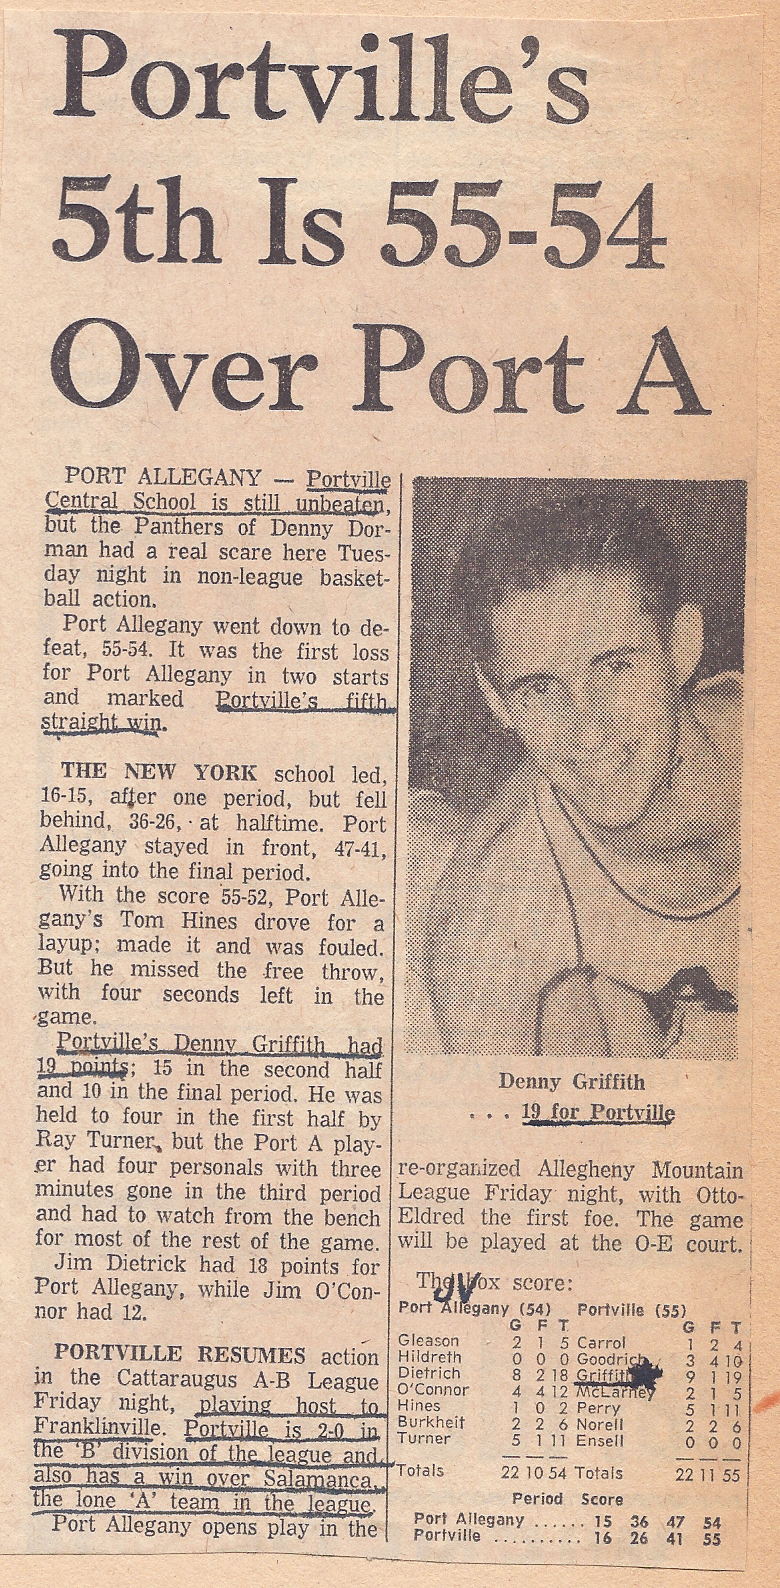 Portville's
5th Is 55-54
Over Port A
PORT ALLEGANY — Portville
Central School is still unbeaten,
but the Panthers of Denny Dor-
man had a real scare here Tues-
day night in non-league basket-
ball action.
Port Allegany went down to de-
feat, 55-54. It was the first loss
for Port Allegany in two starts
and marked Portville's fifth
straight win.
THE NEW YORK school led,
16-15, after one period, but fell
behind, 36-26, at halftime. Port
Allegany stayed in front, 47-41,
going into the final period.
With the score 55-52, Port Alle-
gany's Tom Hines drove for a
layup; made it and was fouled.
But he missed the free throw,
with four seconds left in the
game.
Portville's Denny Griffith had
19 points; 15 in the second half
and 10 in the final period. He was
held to four in the first half by
Ray Turner, but the Port A play-
er had four personals with three
minutes gone in the third period
and had to watch from the bench
for most of the rest of the game.
Jim Dietrick had 18 points for
Port Allegany, while Jim O'Con-
nor had 12.
PORTVILLE RESUMES action
in the Cattaraugus A-B League
Friday night, playing host to
Franklinville. Portville is 2-0 in
the 'B' division of the league and
also has a win over Salamanca,
the lone 'A' team in the league.
Port Allegany opens play in the
Denny Griffith
. . . 19 for Portville
re-organized Allegheny Mountain
League Friday night, with Otto-
Eldred the first foe. The game
will be played at the O-E court.
The box score:
JV
Port Allegany (54) Portville (55)
G F T G F T
Gleason 2 1 5 Carrol 1 2 4
Hildreth 0 0 0 Goodrich 3 4 10
Dietrich 8 2 18 Griffith 9 1 19
O'Connor 4 4 12 McLarney 2 1 5
Hines 1 0 2 Perry 5 1 11
Burkheit 2 2 6 Norell 2 2 6
Turner 5 1 11 Ensell 0 0 0
Totals 22 10 54 Totals 22 11 55
Period Score
Port Allegany ...... 15 36 47 54
Portville .......... 16 26 41 55